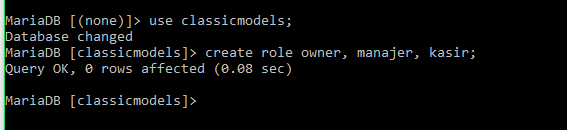 MariaDB [(none)]> use classicmodels;
Database changed
MariaDB [classicmodels]> create role owner, manajer, kasir;
Query OK, 0 rows affected (0.08 sec)
MariaDB [classicmodels]>